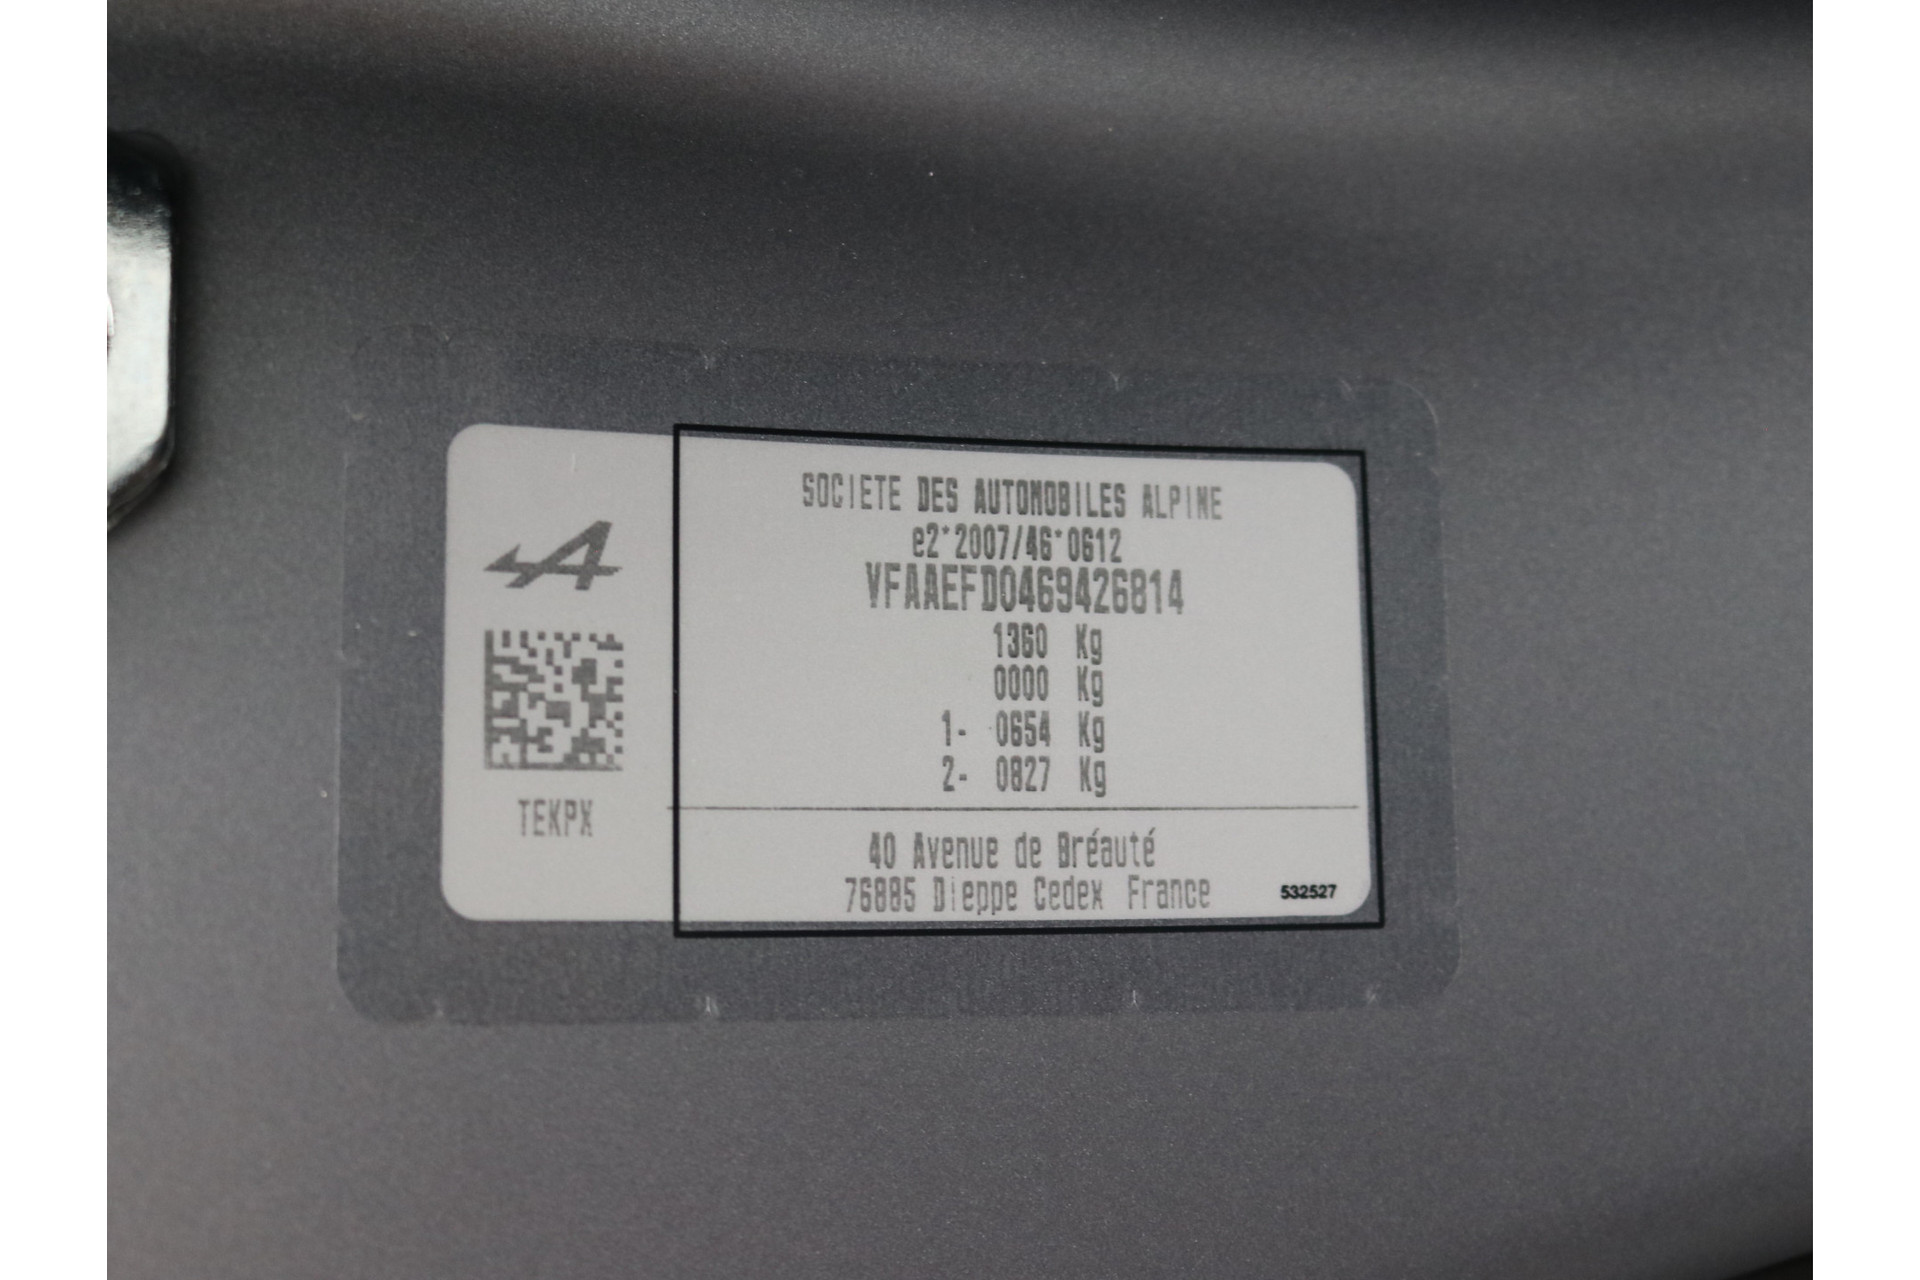 SOCIETE DES AUTOMOBILES ALPINE
e2*2007/46*0612
VFAAEFD0469426814
1360 Kg
0000 Kg
1- 0654 Kg
2- 0827 Kg
TEKPX
40 Avenue de Bréauté
76885 Dieppe Cedex France
532527